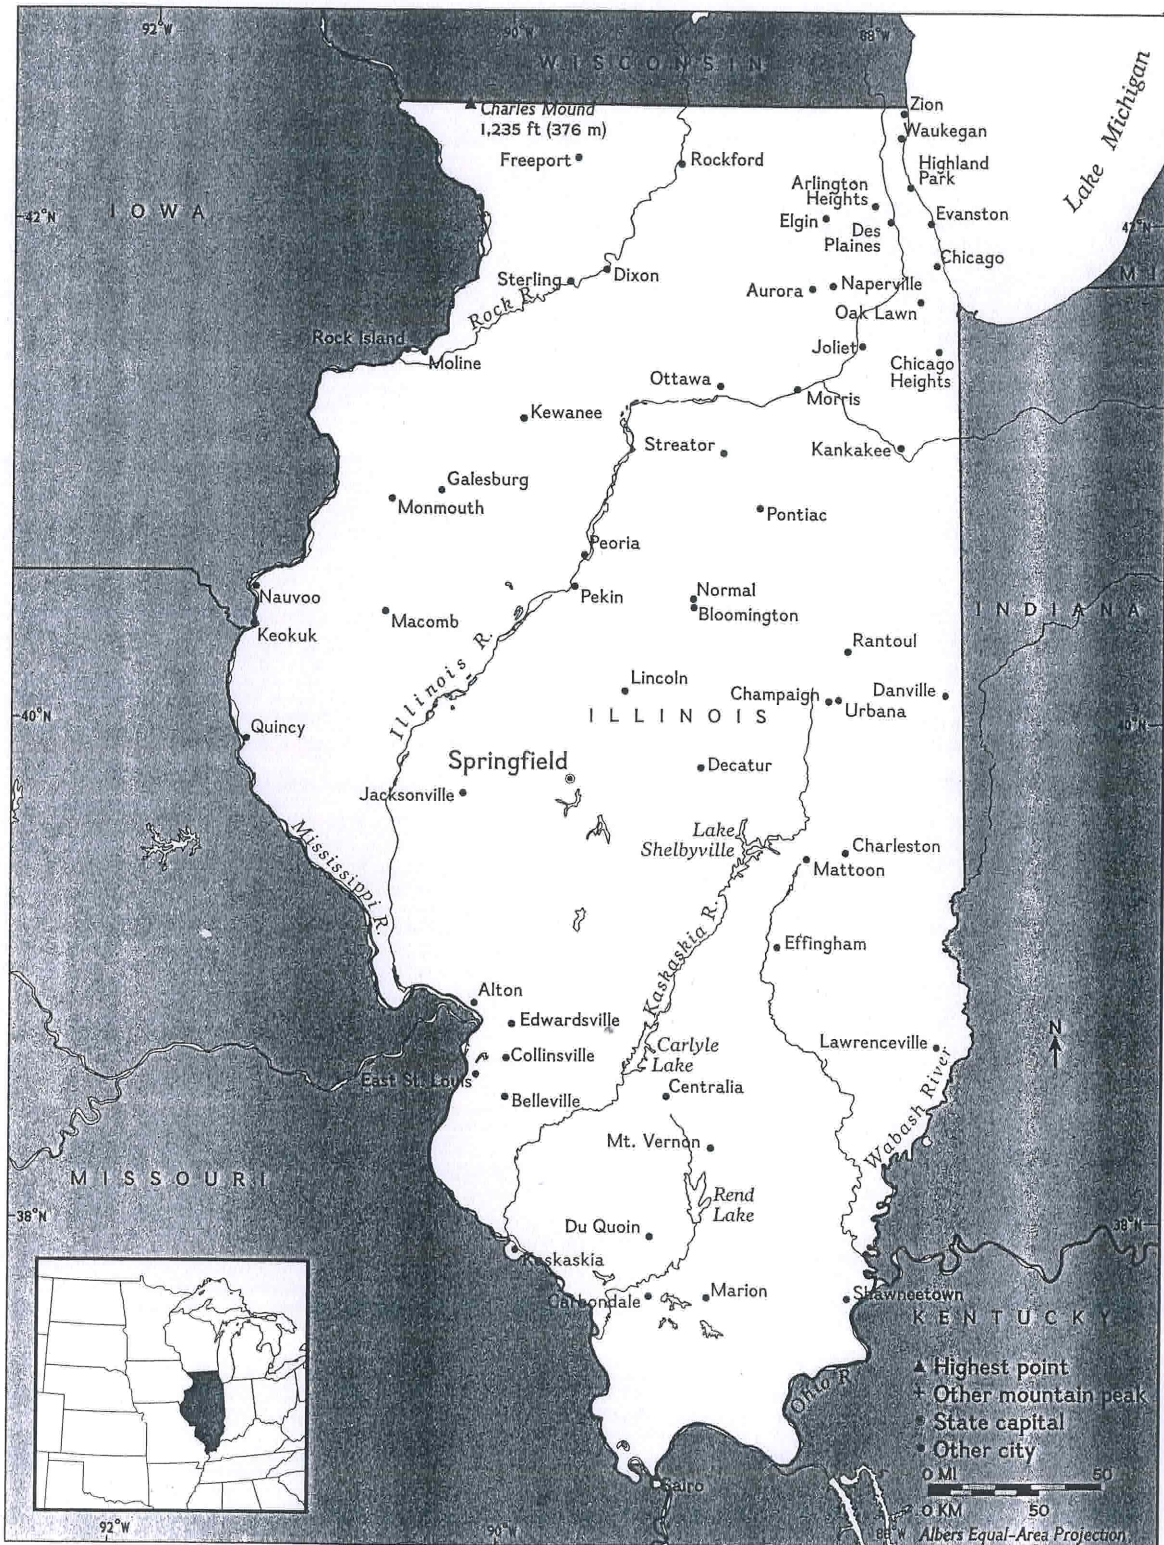 92°W
90°W
88°W
WISCONSIN
Lake Michigan
Charles Mound
1,235 ft (376 m)
Zion
Waukegan
Freeport
Rockford
Highland
Park
Arlington
Heights
IOWA
42°N
42°N
Elgin
Des
Plaines
Evanston
Chicago
Sterling
Dixon
MI
Rock R.
Aurora
Naperville
Oak Lawn
Rock Island
Moline
Joliet
Chicago
Heights
Ottawa
Morris
Kewanee
Streator
Kankakee
Galesburg
Monmouth
Pontiac
Peoria
Nauvoo
Pekin
Normal
Bloomington
INDIANA
Keokuk
Macomb
Illinois R.
Rantoul
Lincoln
Champaign
Urbana
Danville
40°N
ILLINOIS
40°N
Quincy
Springfield
Decatur
Jacksonville
Mississippi R.
Lake
Shelbyville
Charleston
Mattoon
Kaskaskia R.
Effingham
Alton
Edwardsville
Lawrenceville
N
Collinsville
Carlyle
Lake
East St. Louis
Centralia
Belleville
Wabash River
Mt. Vernon
MISSOURI
Rend
Lake
38°N
38°N
Du Quoin
Kaskaskia
Carbondale
Marion
Shawneetown
KENTUCKY
Ohio R.
Highest point
Other mountain peak
State capital
Other city
Cairo
0 MI 50
0 KM 50
92°W
90°W
88°W
Albers Equal-Area Projection